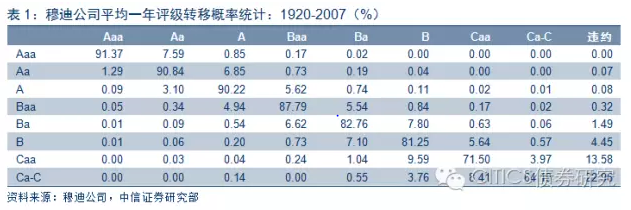 表1：穆迪公司平均一年评级转移概率统计：1920-2007（%）
Aaa Aa A Baa Ba B Caa Ca-C 违约
Aaa 91.37 7.59 0.85 0.17 0.02 0.00 0.00 0.00 0.00
Aa 1.29 90.84 6.85 0.73 0.19 0.04 0.00 0.00 0.07
A 0.09 3.10 90.22 5.62 0.74 0.11 0.02 0.01 0.08
Baa 0.05 0.34 4.94 87.79 5.54 0.84 0.17 0.02 0.32
Ba 0.01 0.09 0.54 6.62 82.76 7.80 0.63 0.06 1.49
B 0.01 0.06 0.20 0.73 7.10 81.25 5.64 0.57 4.45
Caa 0.00 0.03 0.04 0.24 1.04 9.59 71.50 3.97 13.58
Ca-C 0.00 0.00 0.14 0.00 0.55 3.76 8.41
CITICS债券研究
资料来源：穆迪公司，中信证券研究部